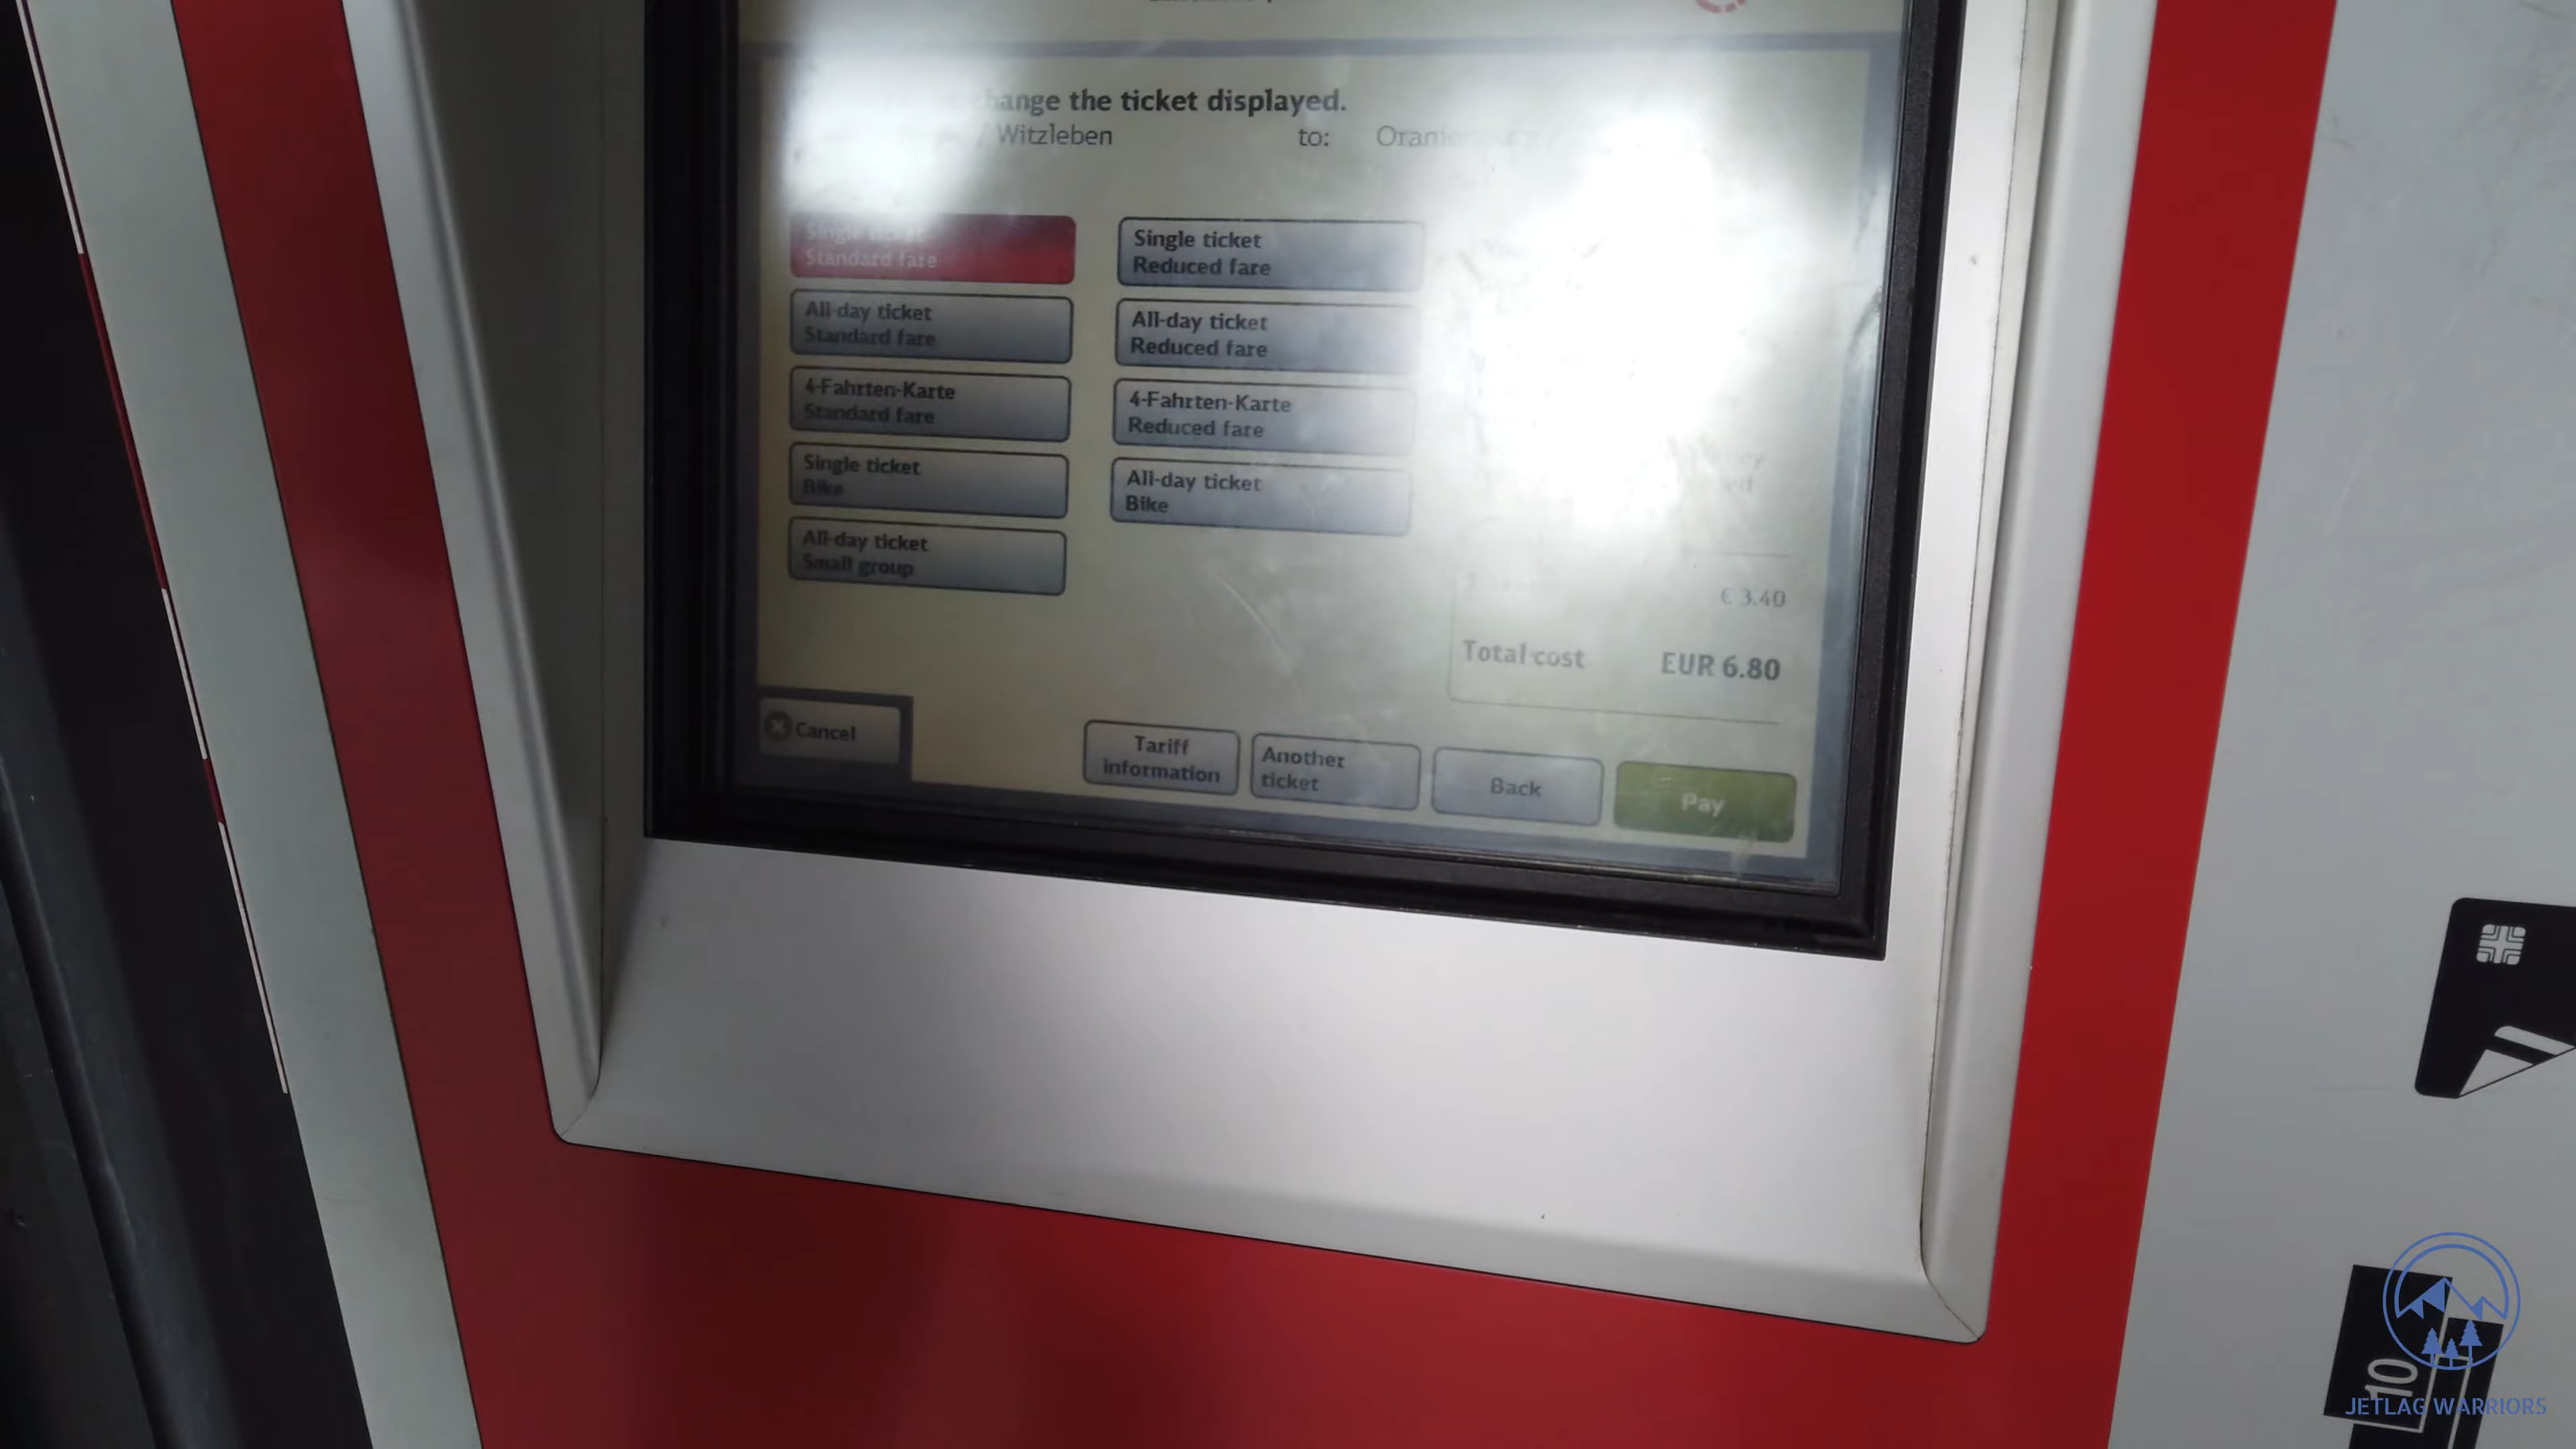 the ticket displayed.
Witzleben to:
Single ticket
Standard fare
Single ticket
Reduced fare
All-day ticket
Standard fare
All-day ticket
Reduced fare
4-Fahrten-Karte
Standard fare
4-Fahrten-Karte
Reduced fare
Single ticket
Bike
All-day ticket
Bike
All-day ticket
Small group
€ 3.40
Total cost EUR 6.80
Cancel
Tariff
information
Another
ticket
Back
Pay
10
JETLAG WARRIORS